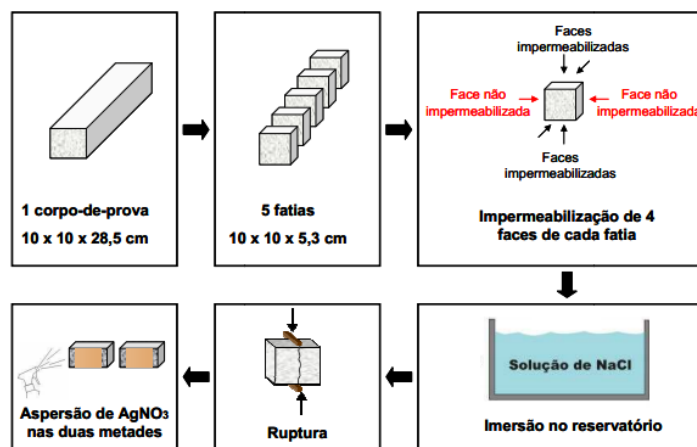 1 corpo-de-prova
10 x 10 x 28,5 cm
5 fatias
10 x 10 x 5,3 cm
Faces
impermeabilizadas
Face não
impermeabilizada
Face não
impermeabilizada
Faces
impermeabilizadas
Impermeabilização de 4
faces de cada fatia
Solução de NaCl
Imersão no reservatório
Ruptura
Aspersão de AgNO₃
nas duas metades